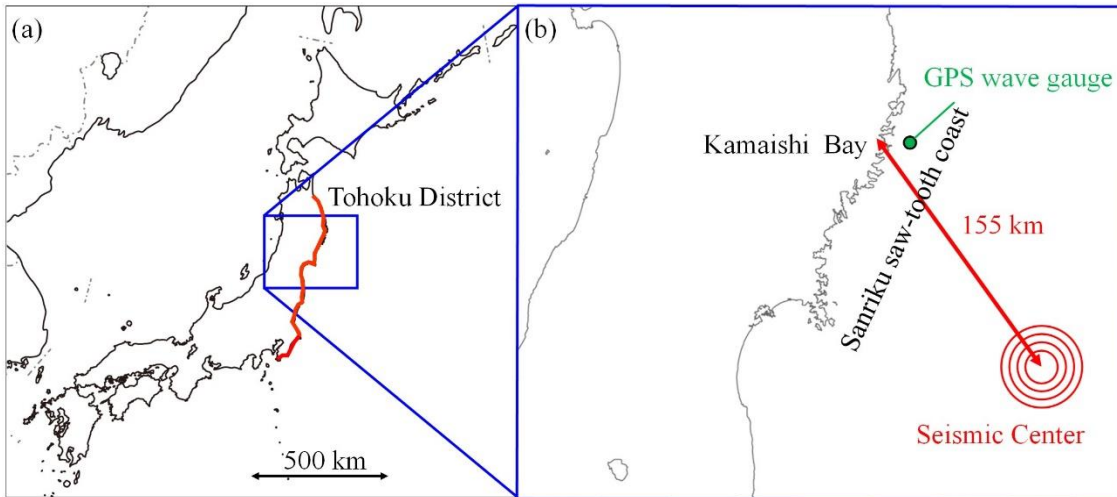 (a)
Tohoku District
500 km
(b)
GPS wave gauge
Kamaishi Bay
Sanriku saw-tooth coast
155 km
Seismic Center